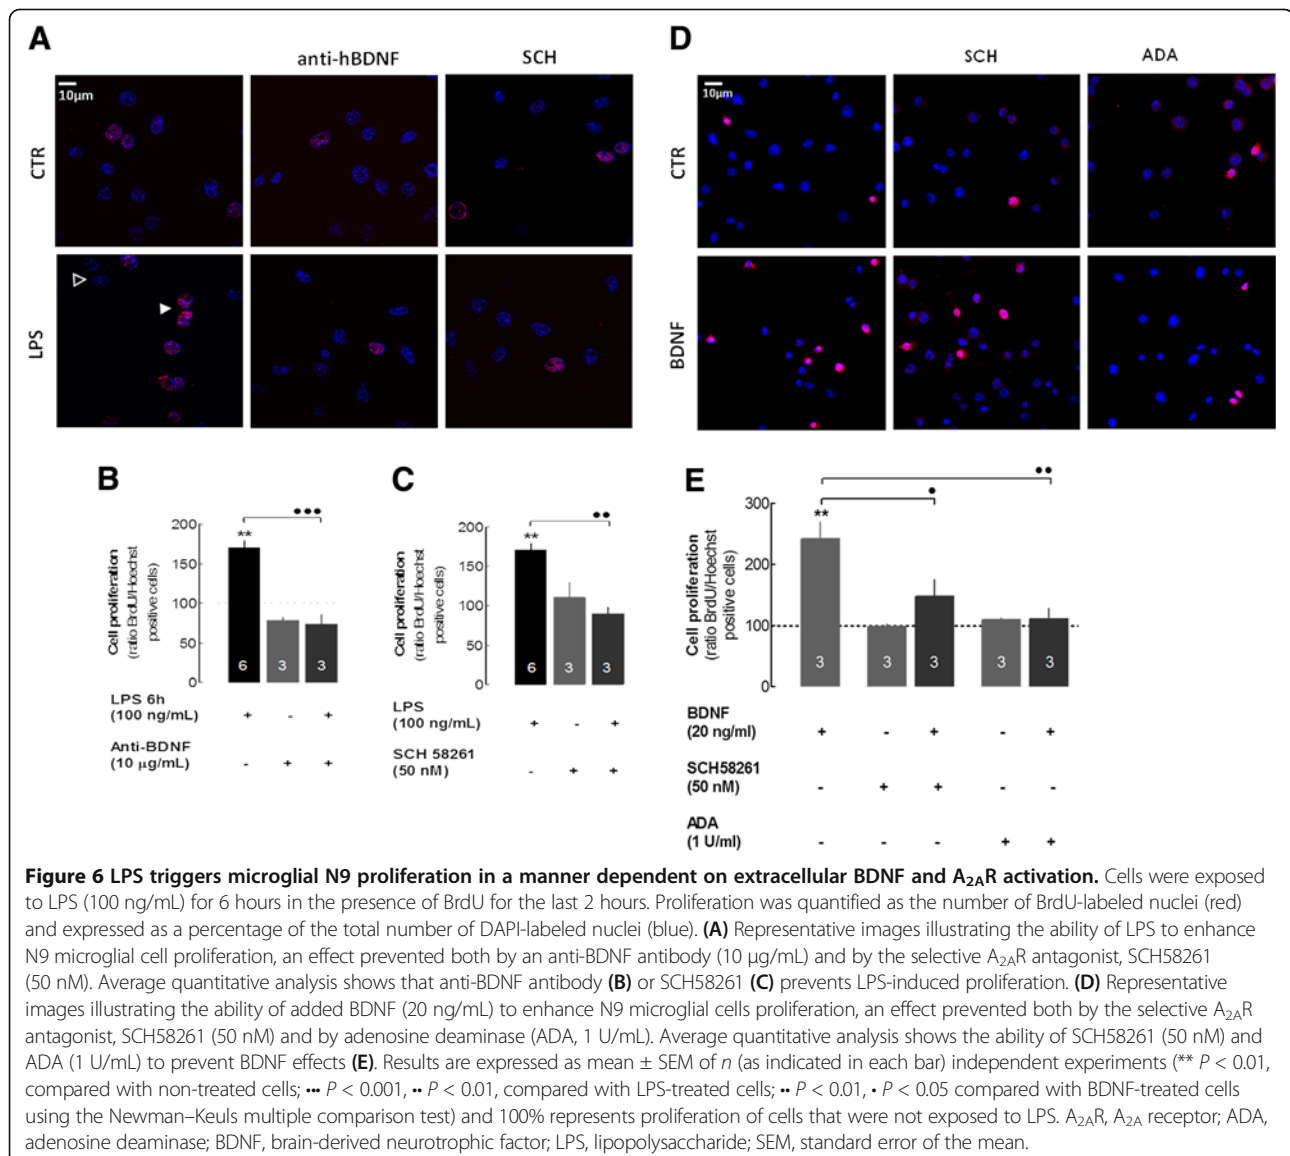 A
anti-hBDNF
SCH
10µm
CTR
LPS
D
SCH
ADA
10µm
CTR
BDNF
B
Cell proliferation
(ratio BrdU/Hoechst
positive cells)
200
150
100
50
0
**
•••
6
3
3
LPS 6h
(100 ng/mL)
+ - +
Anti-BDNF
(10 µg/mL)
- + +
C
Cell proliferation
(ratio BrdU/Hoechst
positive cells)
200
150
100
50
0
**
••
6
3
3
LPS
(100 ng/mL)
+ - +
SCH 58261
(50 nM)
- + +
E
Cell proliferation
(ratio BrdU/Hoechst
positive cells)
300
200
100
0
**
•
••
3
3
3
3
3
BDNF
(20 ng/ml)
+ - + - +
SCH58261
(50 nM)
- + + - -
ADA
(1 U/ml)
- - - + +
Figure 6 LPS triggers microglial N9 proliferation in a manner dependent on extracellular BDNF and A2AR activation. Cells were exposed
to LPS (100 ng/mL) for 6 hours in the presence of BrdU for the last 2 hours. Proliferation was quantified as the number of BrdU-labeled nuclei (red)
and expressed as a percentage of the total number of DAPI-labeled nuclei (blue). (A) Representative images illustrating the ability of LPS to enhance
N9 microglial cell proliferation, an effect prevented both by an anti-BDNF antibody (10 µg/mL) and by the selective A2AR antagonist, SCH58261
(50 nM). Average quantitative analysis shows that anti-BDNF antibody (B) or SCH58261 (C) prevents LPS-induced proliferation. (D) Representative
images illustrating the ability of added BDNF (20 ng/mL) to enhance N9 microglial cells proliferation, an effect prevented both by the selective A2AR
antagonist, SCH58261 (50 nM) and by adenosine deaminase (ADA, 1 U/mL). Average quantitative analysis shows the ability of SCH58261 (50 nM) and
ADA (1 U/mL) to prevent BDNF effects (E). Results are expressed as mean ± SEM of n (as indicated in each bar) independent experiments (** P < 0.01,
compared with non-treated cells; ••• P < 0.001, •• P < 0.01, compared with LPS-treated cells; •• P < 0.01, • P < 0.05 compared with BDNF-treated cells
using the Newman–Keuls multiple comparison test) and 100% represents proliferation of cells that were not exposed to LPS. A2AR, A2A receptor; ADA,
adenosine deaminase; BDNF, brain-derived neurotrophic factor; LPS, lipopolysaccharide; SEM, standard error of the mean.